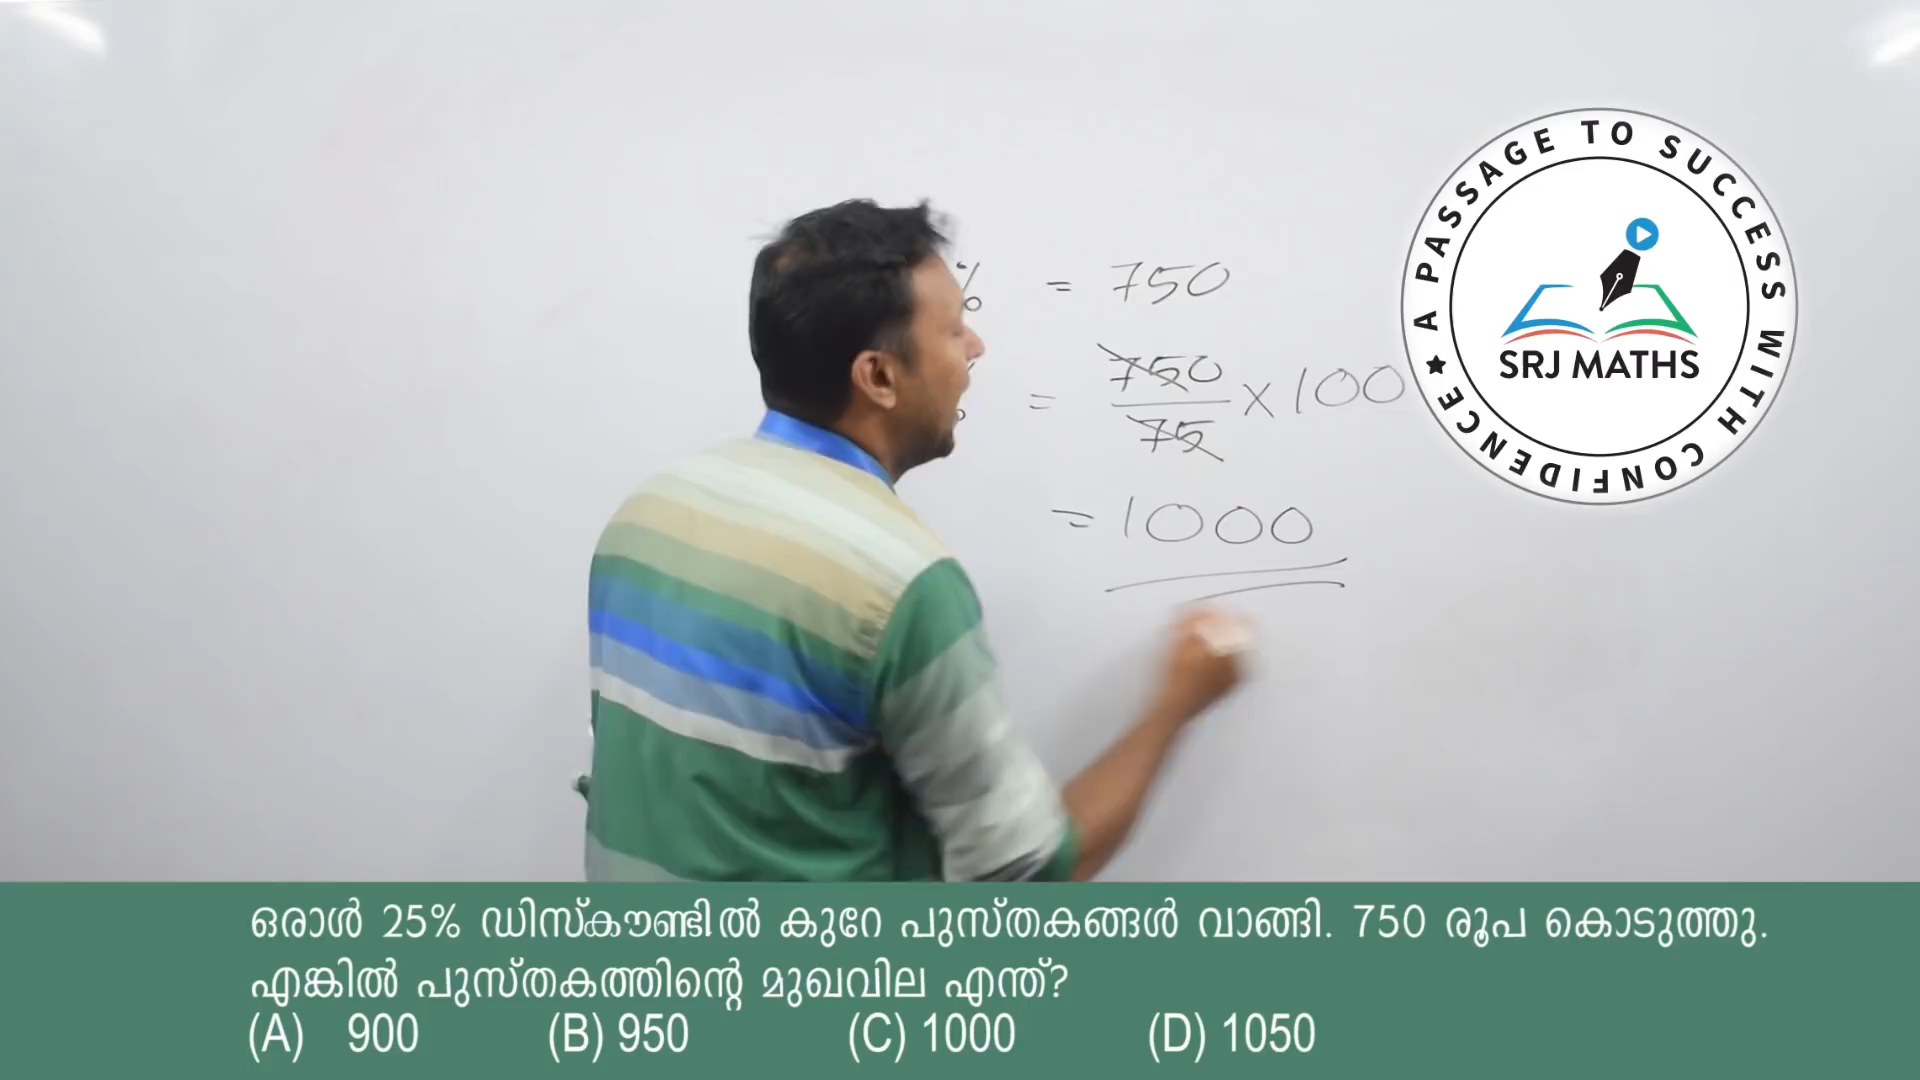 % = 750
= 750/75 X 100
= 1000
A PASSAGE TO SUCCESS WITH CONFIDENCE ★
SRJ MATHS
ഒരാൾ 25% ഡിസ്കൗണ്ടിൽ കുറേ പുസ്തകങ്ങൾ വാങ്ങി. 750 രൂപ കൊടുത്തു.
എങ്കിൽ പുസ്തകത്തിന്റെ മുഖവില എന്ത്?
(A) 900 (B) 950 (C) 1000 (D) 1050